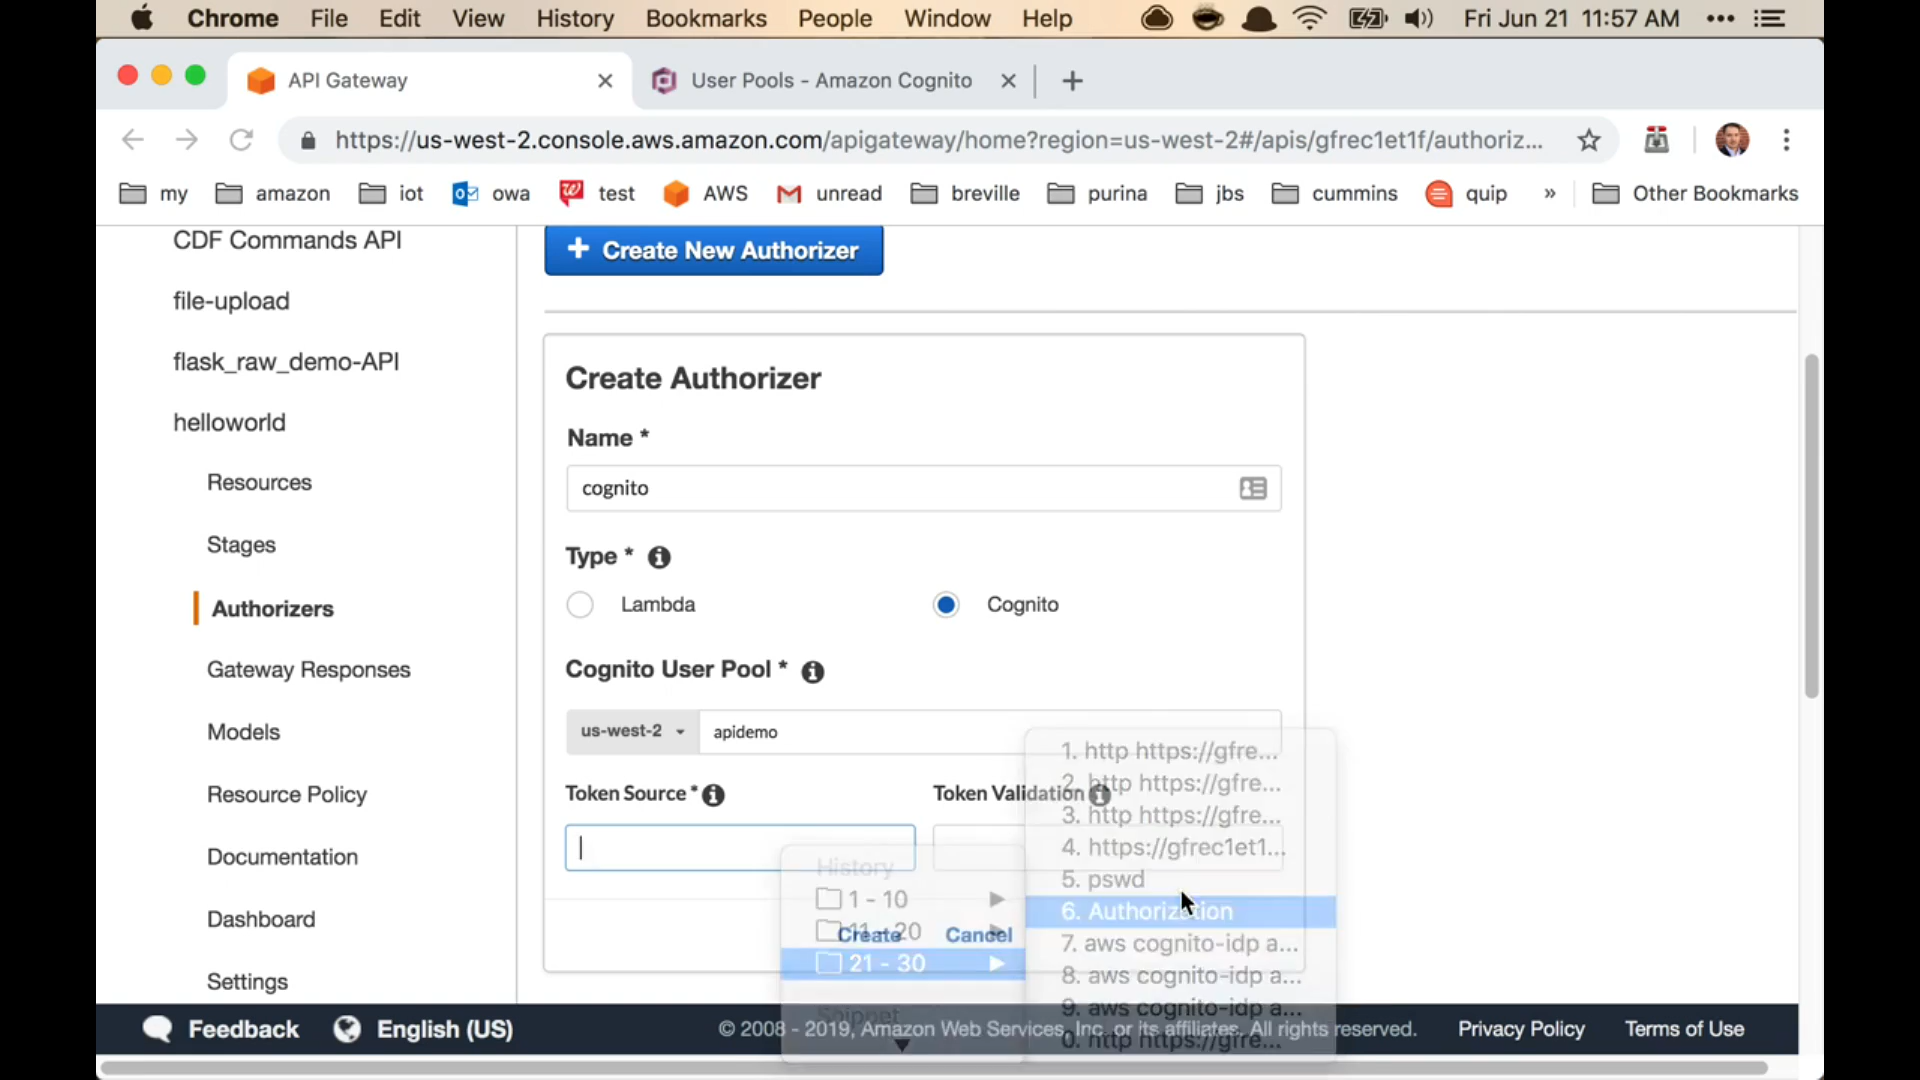 Chrome File Edit View History Bookmarks People Window Help Fri Jun 21 11:57 AM
API Gateway User Pools - Amazon Cognito
https://us-west-2.console.aws.amazon.com/apigateway/home?region=us-west-2#/apis/gfrec1et1f/authoriz...
my amazon iot owa test AWS unread breville purina jbs cummins quip » Other Bookmarks
CDF Commands API
file-upload
flask_raw_demo-API
helloworld
Resources
Stages
Authorizers
Gateway Responses
Models
Resource Policy
Documentation
Dashboard
Settings
+ Create New Authorizer
Create Authorizer
Name *
cognito
Type *
Lambda Cognito
Cognito User Pool *
us-west-2 apidemo
Token Source * Token Validation
Create Cancel
History
1 - 10
11 - 20
21 - 30
Snippet
1. http https://gfre...
2. http https://gfre...
3. http https://gfre...
4. https://gfrec1et1...
5. pswd
6. Authorization
7. aws cognito-idp a...
8. aws cognito-idp a...
9. aws cognito-idp a...
0. http https://gfre...
Feedback English (US) © 2008 - 2019, Amazon Web Services, Inc. or its affiliates. All rights reserved. Privacy Policy Terms of Use